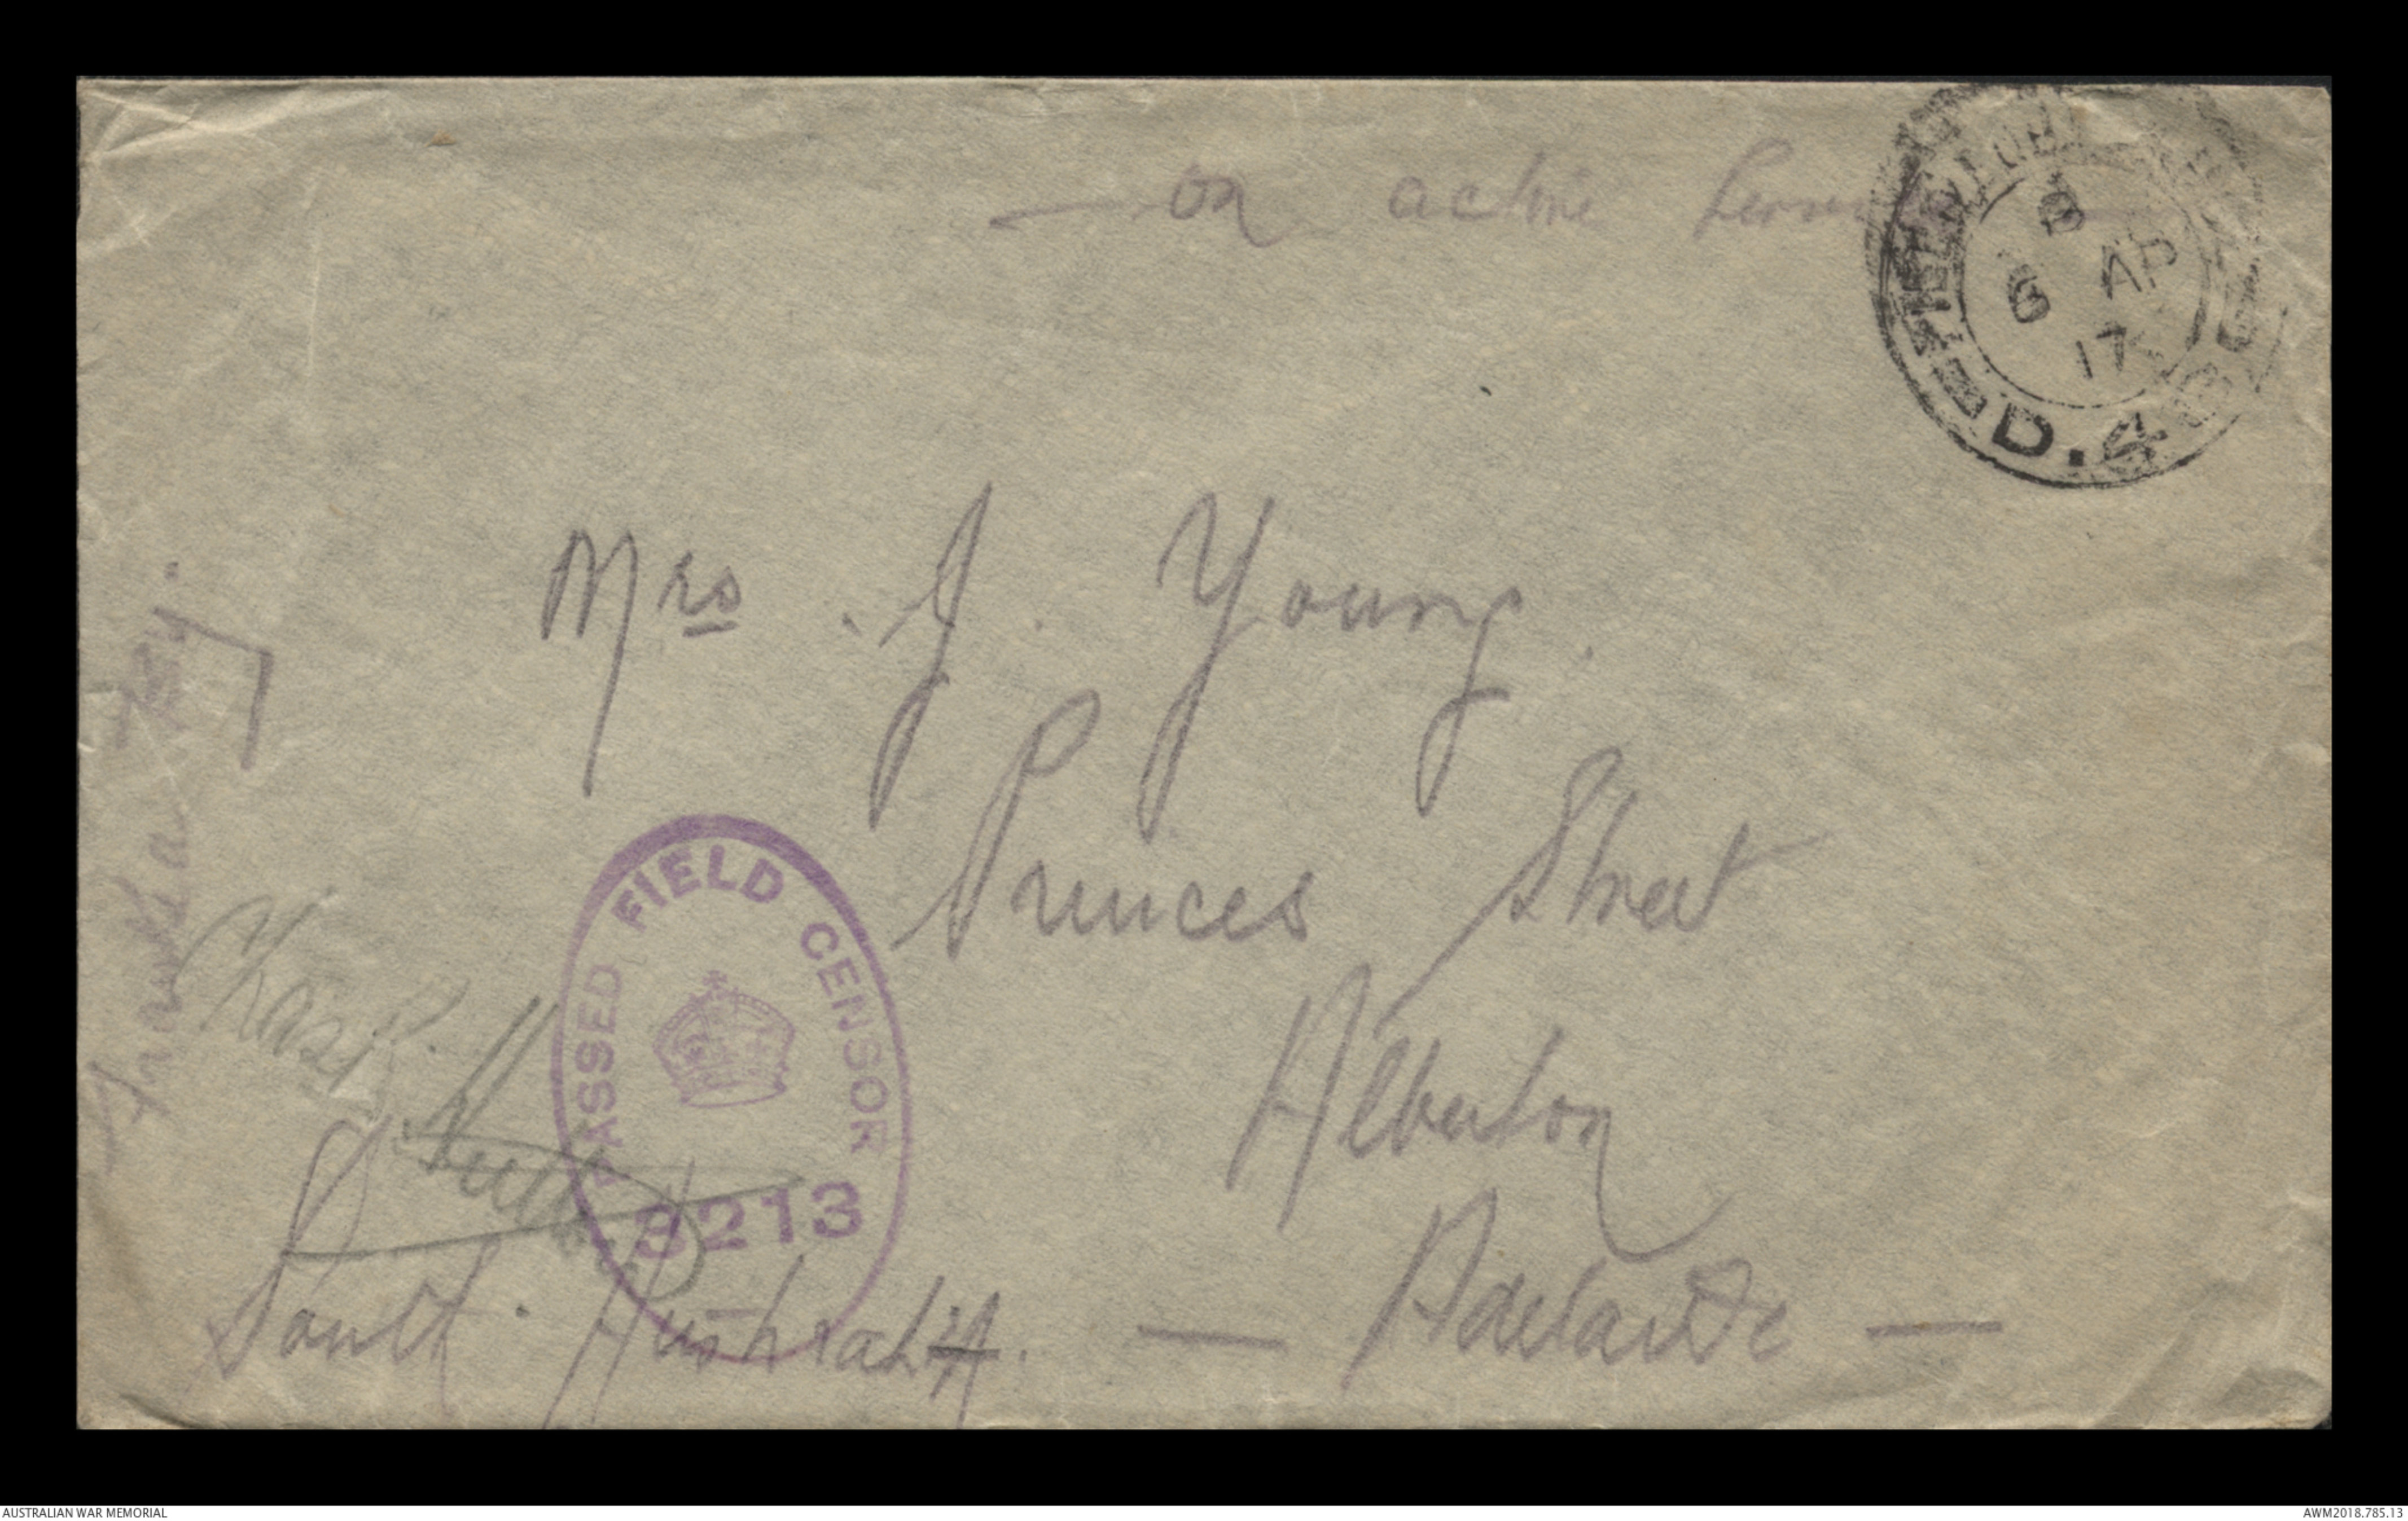 — on active
B
6 AP
17
D.4
Mrs. J. Young.
Princes Street
Alberton
— Adelaide —
South. Australia.
PASSED FIELD CENSOR
3213
Chas R.
AUSTRALIAN WAR MEMORIAL
AWM2018.785.13